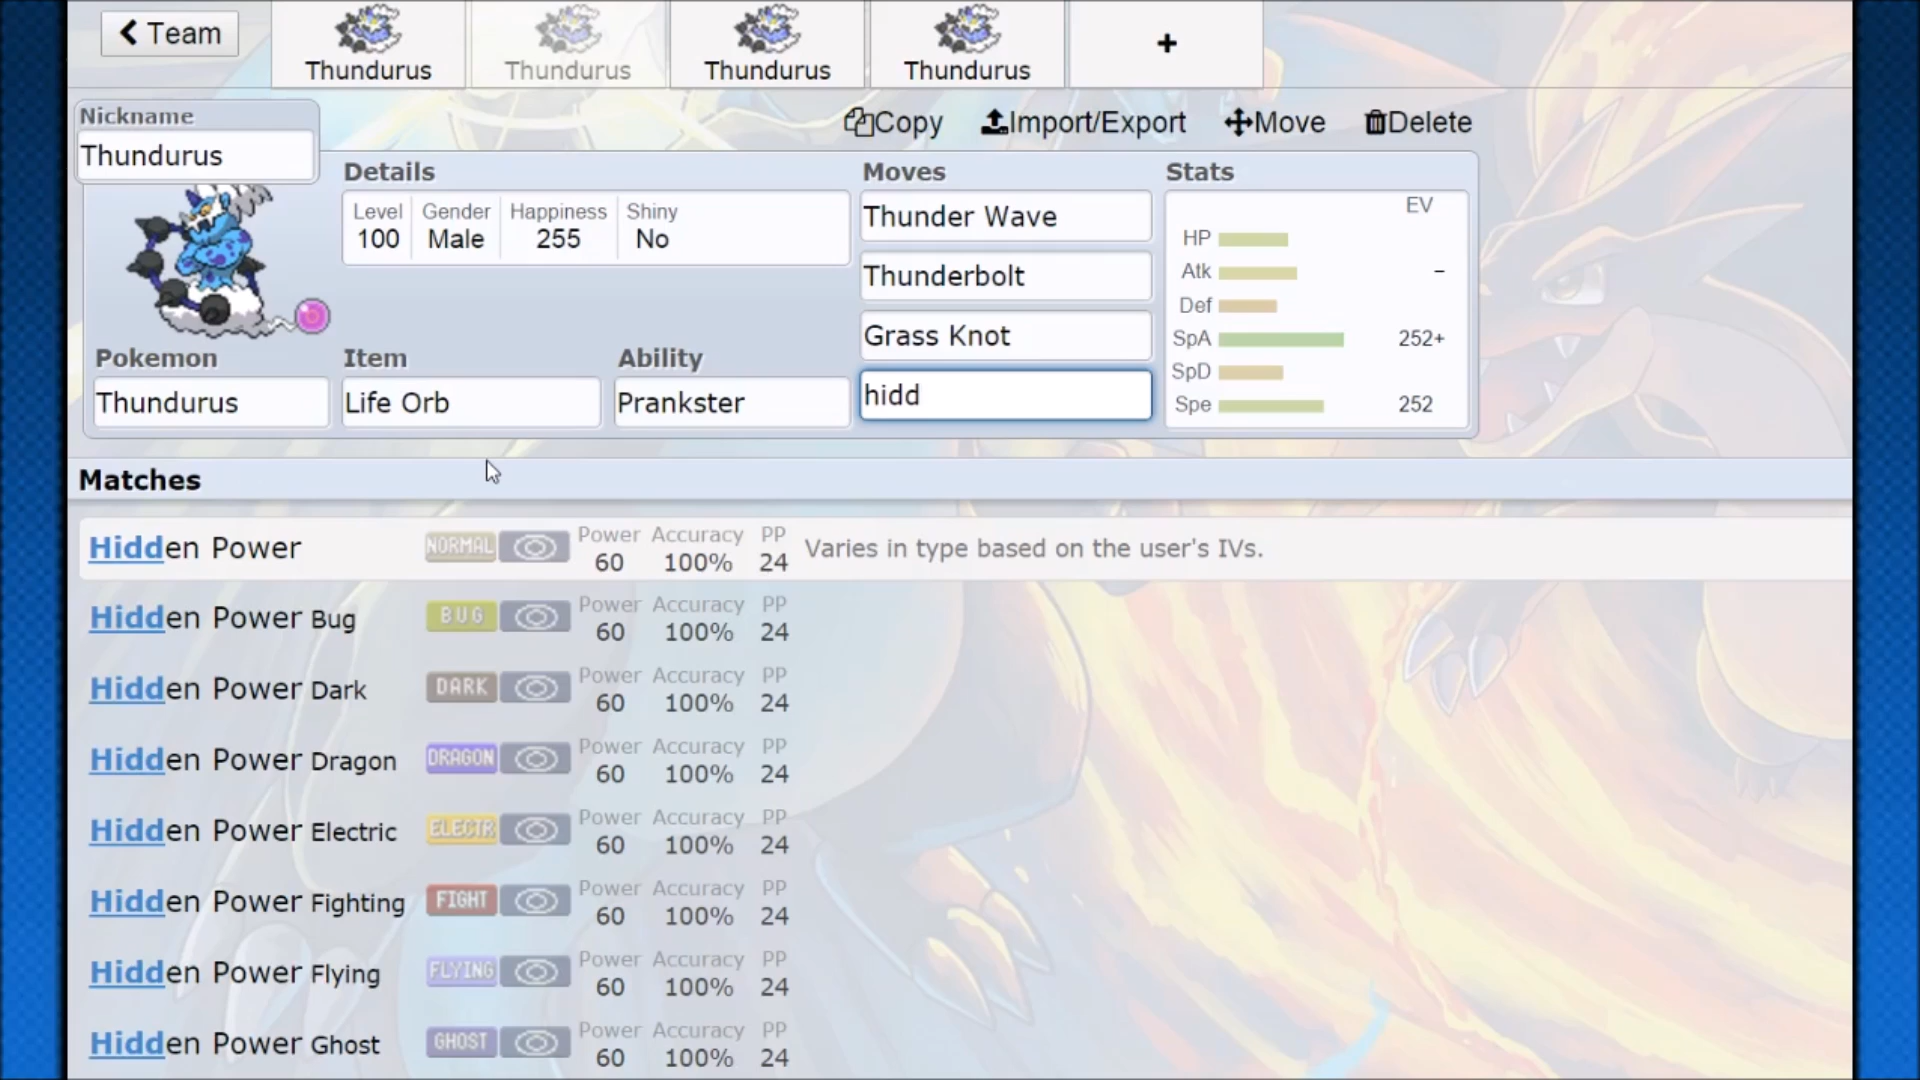 Team
Thundurus
Thundurus
Thundurus
Thundurus
+
Nickname
Thundurus
Copy
Import/Export
Move
Delete
Details
Level
100
Gender
Male
Happiness
255
Shiny
No
Pokemon
Thundurus
Item
Life Orb
Ability
Prankster
Moves
Thunder Wave
Thunderbolt
Grass Knot
hidd
Stats
EV
HP
Atk –
Def
SpA 252+
SpD
Spe 252
Matches
Hidden Power NORMAL Power 60 Accuracy 100% PP 24 Varies in type based on the user's IVs.
Hidden Power Bug BUG Power 60 Accuracy 100% PP 24
Hidden Power Dark DARK Power 60 Accuracy 100% PP 24
Hidden Power Dragon DRAGON Power 60 Accuracy 100% PP 24
Hidden Power Electric ELECTR Power 60 Accuracy 100% PP 24
Hidden Power Fighting FIGHT Power 60 Accuracy 100% PP 24
Hidden Power Flying FLYING Power 60 Accuracy 100% PP 24
Hidden Power Ghost GHOST Power 60 Accuracy 100% PP 24